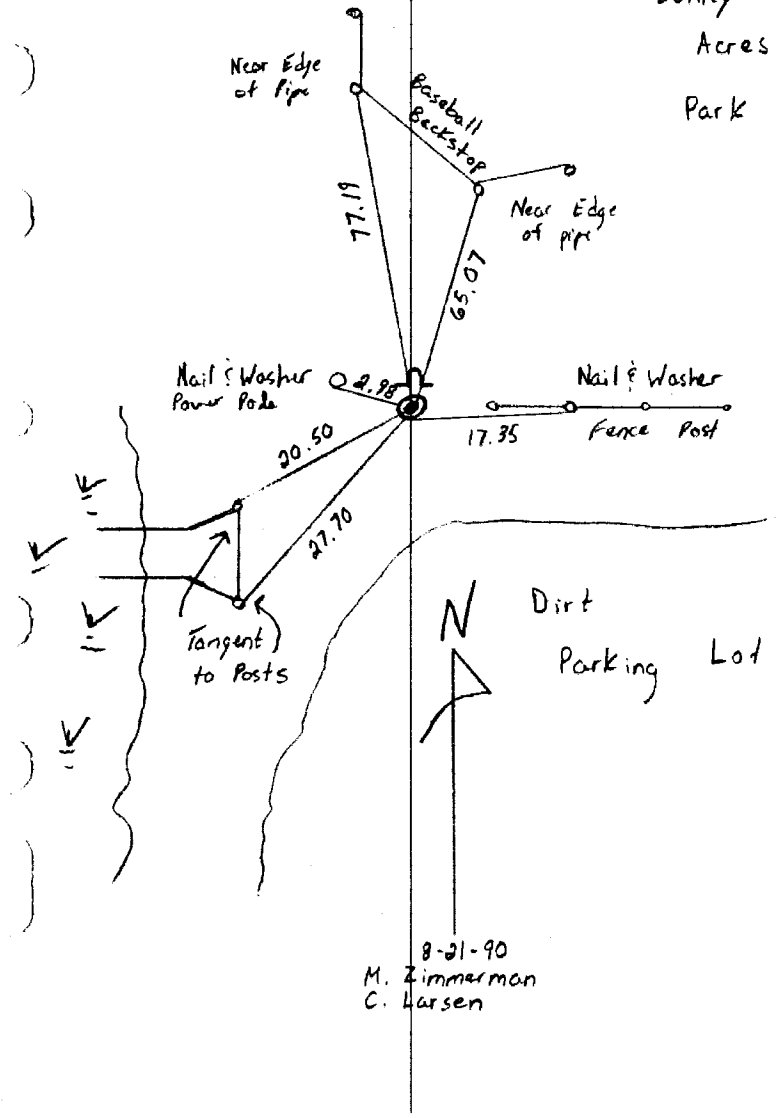 Acres
Park
Near Edge
of Pipe
Baseball
Backstop
77.19
Near Edge
of pipe
65.07
Nail & Washer
Power Pole
2.98
Nail & Washer
17.35
Fence Post
20.50
27.70
Tangent
to Posts
N
Dirt
Parking Lot
8-21-90
M. Zimmerman
C. Larsen